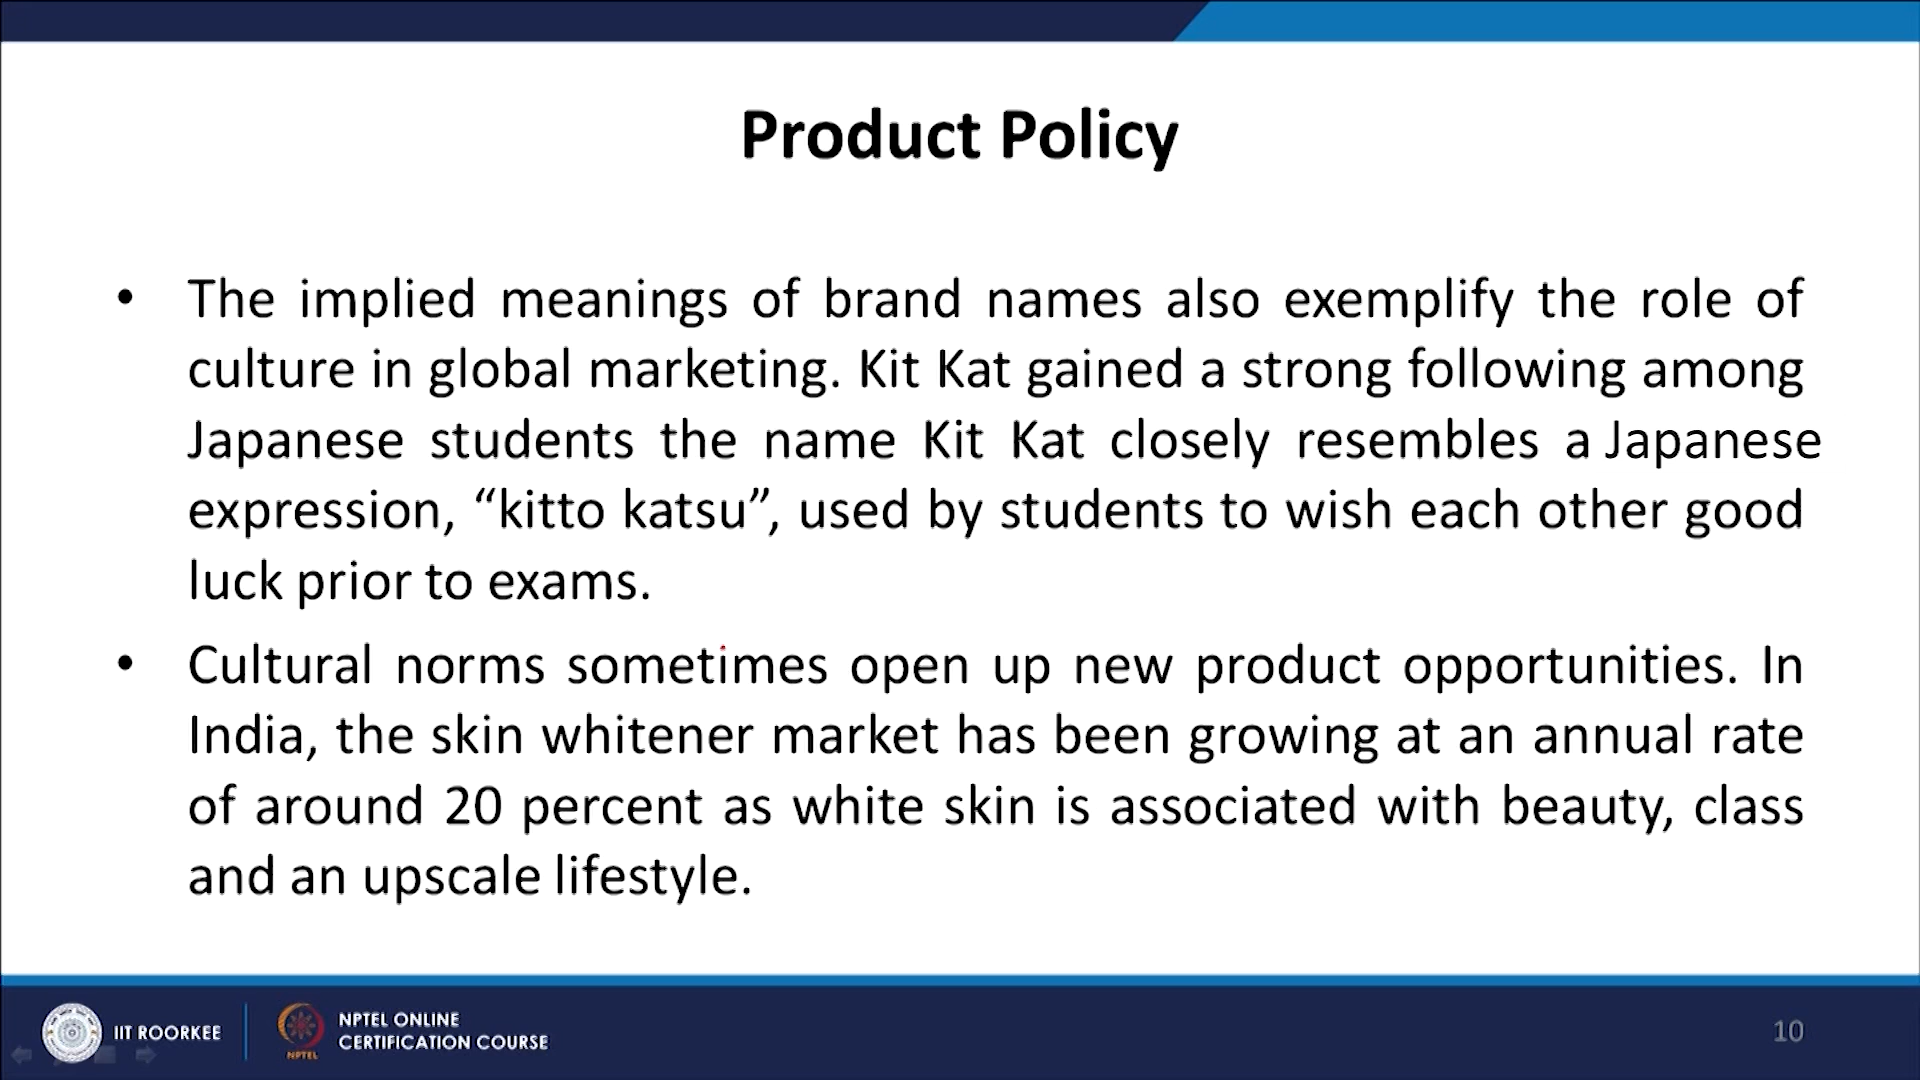 Product Policy
• The implied meanings of brand names also exemplify the role of
culture in global marketing. Kit Kat gained a strong following among
Japanese students the name Kit Kat closely resembles a Japanese
expression, “kitto katsu”, used by students to wish each other good
luck prior to exams.
• Cultural norms sometimes open up new product opportunities. In
India, the skin whitener market has been growing at an annual rate
of around 20 percent as white skin is associated with beauty, class
and an upscale lifestyle.
IIT ROORKEE
NPTEL
NPTEL ONLINE
CERTIFICATION COURSE
10